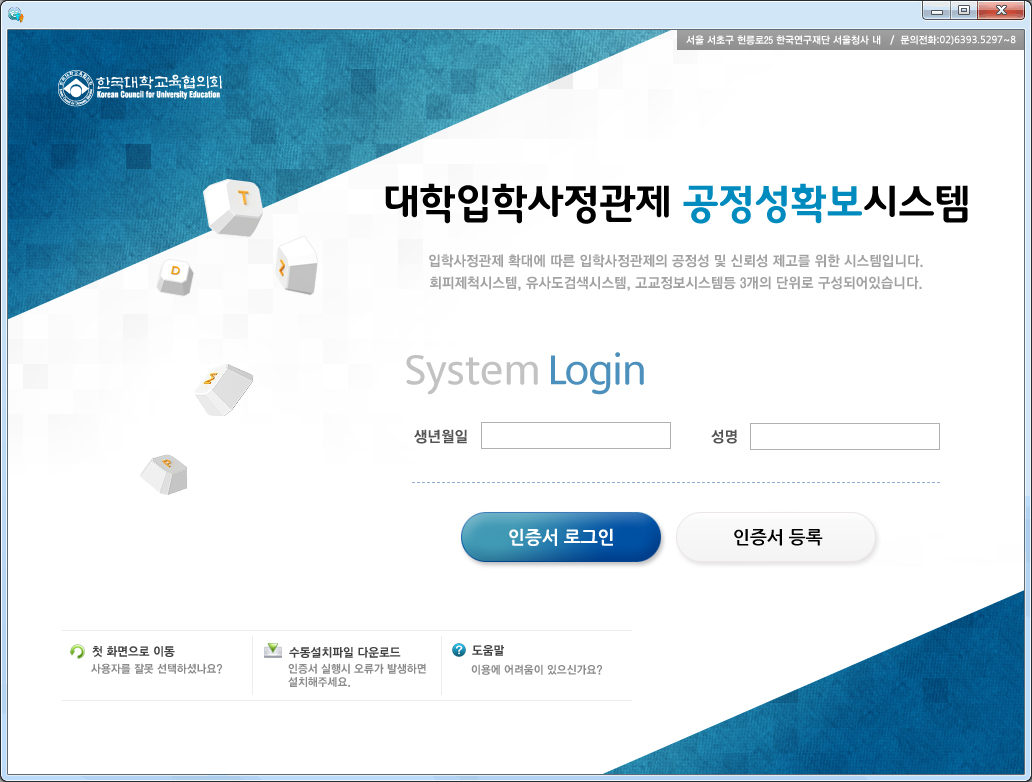 서울 서초구 헌릉로25 한국연구재단 서울청사 내 / 문의전화:02)6393.5297~8
한국대학교육협의회
Korean Council for University Education
T
D
Z
M
a
대학입학사정관제 공정성확보시스템
입학사정관제 확대에 따른 입학사정관제의 공정성 및 신뢰성 제고를 위한 시스템입니다.
회피제척시스템, 유사도검색시스템, 고교정보시스템등 3개의 단위로 구성되어있습니다.
System Login
생년월일 성명
인증서 로그인 인증서 등록
첫 화면으로 이동
사용자를 잘못 선택하셨나요?
수동설치파일 다운로드
인증서 실행시 오류가 발생하면
설치해주세요.
도움말
이용에 어려움이 있으신가요?